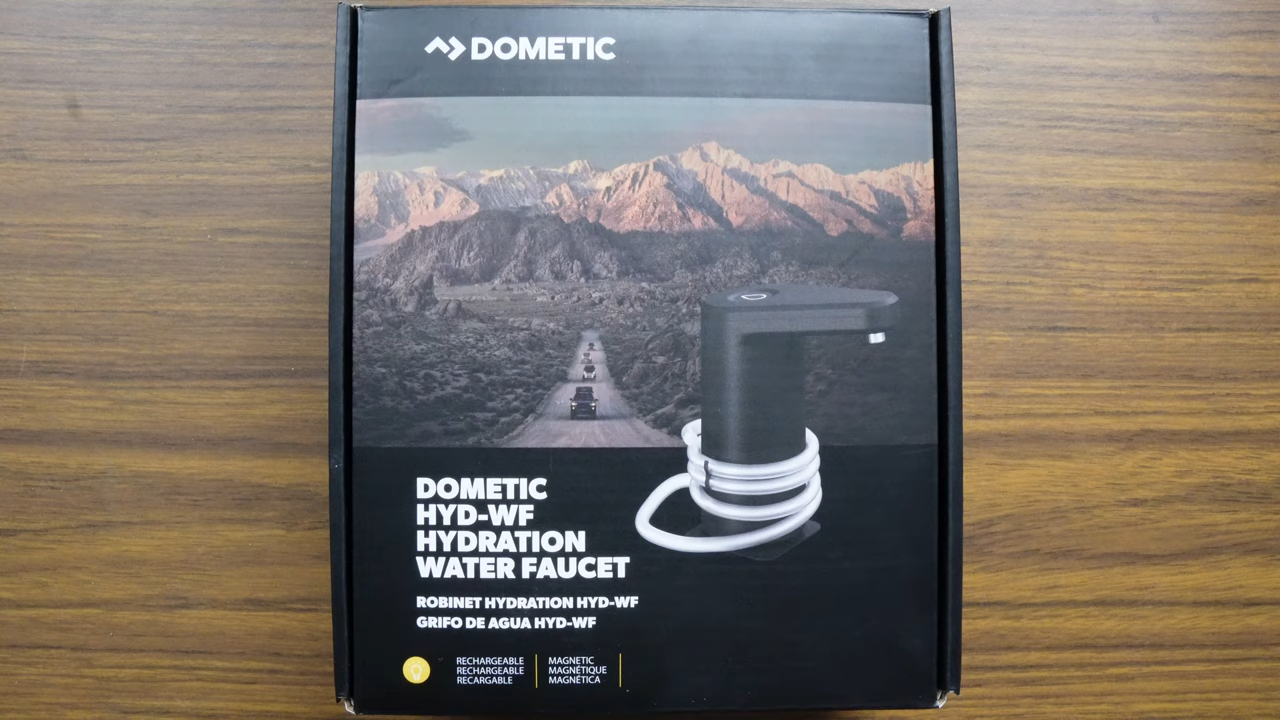 DOMETIC
DOMETIC
HYD-WF
HYDRATION
WATER FAUCET
ROBINET HYDRATION HYD-WF
GRIFO DE AGUA HYD-WF
RECHARGEABLE
RECHARGEABLE
RECARGABLE
MAGNETIC
MAGNÉTIQUE
MAGNÉTICA